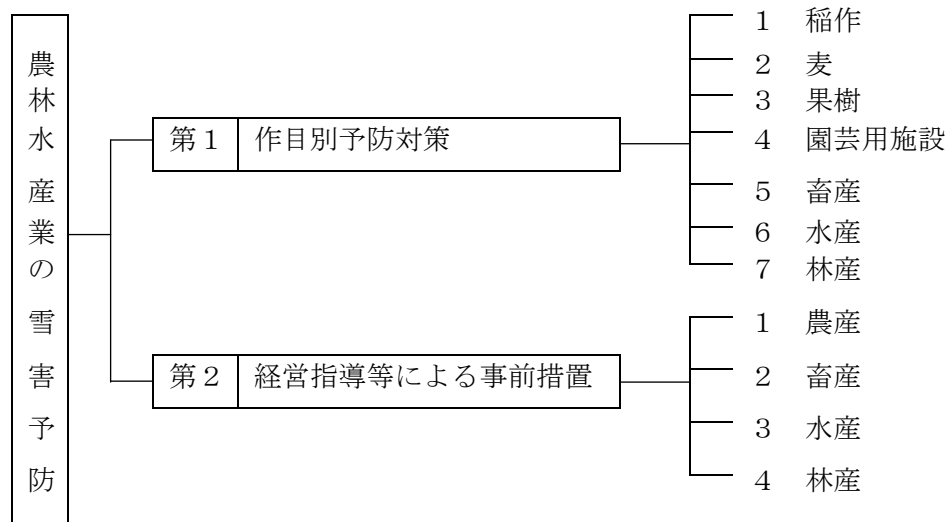 農林水産業の雪害予防
第１ 作目別予防対策
１ 稲作
２ 麦
３ 果樹
４ 園芸用施設
５ 畜産
６ 水産
７ 林産
第２ 経営指導等による事前措置
１ 農産
２ 畜産
３ 水産
４ 林産